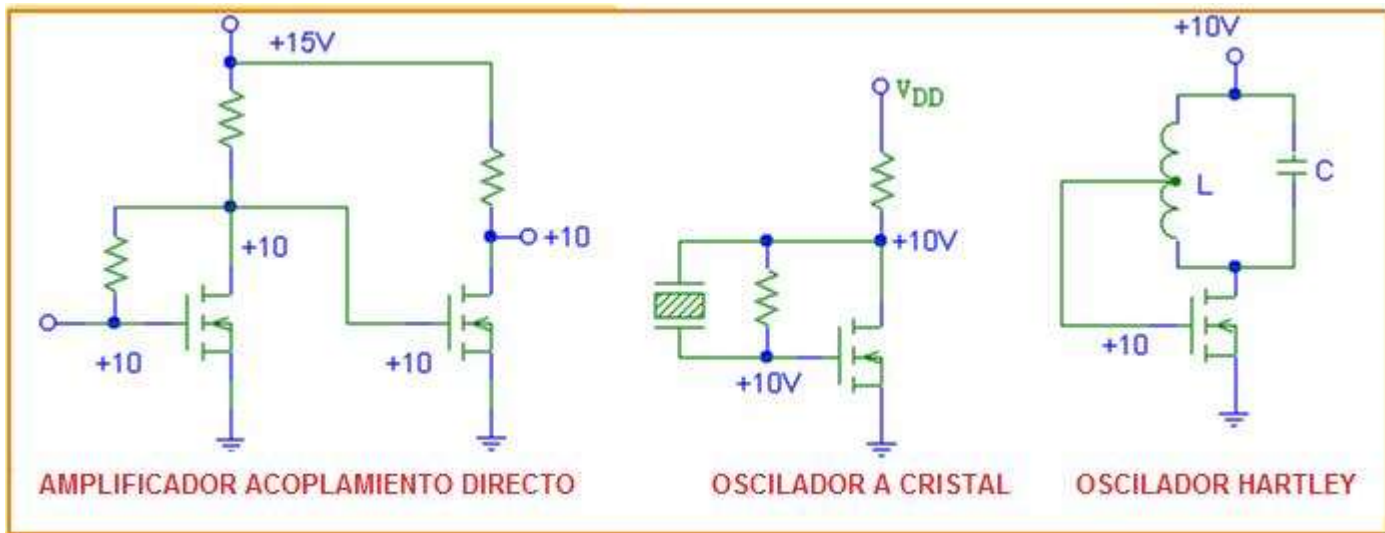 +15V
+10
+10
+10
+10
AMPLIFICADOR ACOPLAMIENTO DIRECTO
VDD
+10V
+10V
OSCILADOR A CRISTAL
+10V
L
C
+10
OSCILADOR HARTLEY